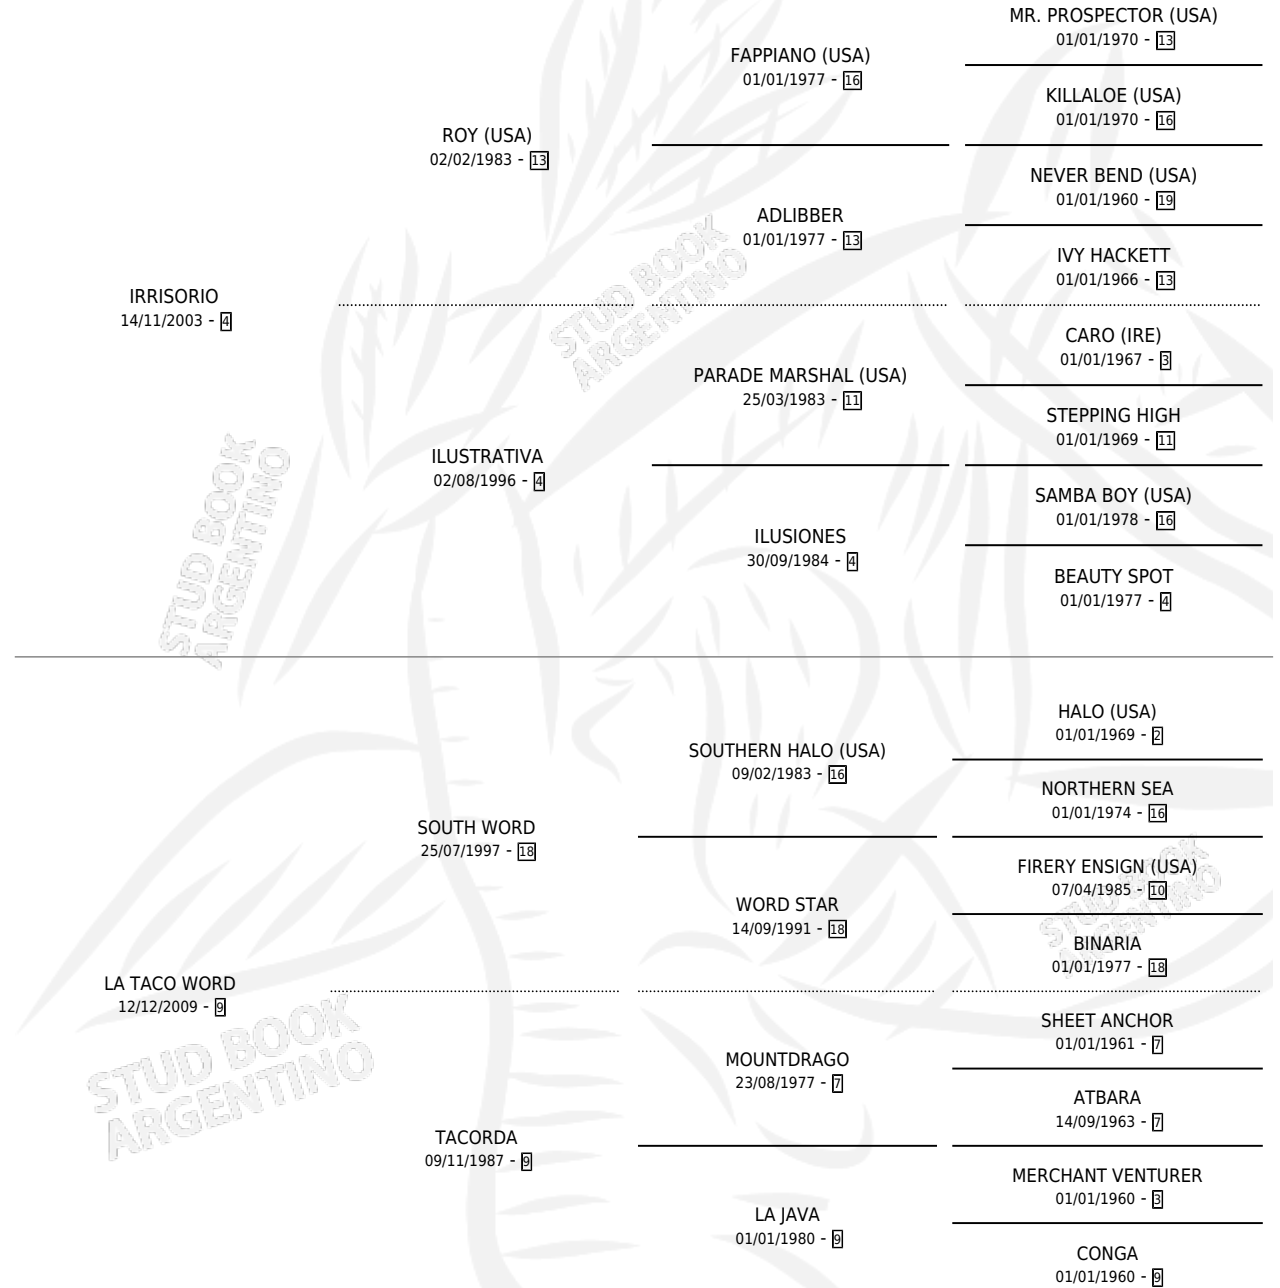 MR. PROSPECTOR (USA)
01/01/1970 - 13
FAPPIANO (USA)
01/01/1977 - 16
KILLALOE (USA)
01/01/1970 - 16
ROY (USA)
02/02/1983 - 13
NEVER BEND (USA)
01/01/1960 - 19
ADLIBBER
01/01/1977 - 13
IVY HACKETT
01/01/1966 - 13
IRRISORIO
14/11/2003 - 4
CARO (IRE)
01/01/1967 - 3
PARADE MARSHAL (USA)
25/03/1983 - 11
STEPPING HIGH
01/01/1969 - 11
ILUSTRATIVA
02/08/1996 - 4
SAMBA BOY (USA)
01/01/1978 - 16
ILUSIONES
30/09/1984 - 4
BEAUTY SPOT
01/01/1977 - 4
HALO (USA)
01/01/1969 - 2
SOUTHERN HALO (USA)
09/02/1983 - 16
NORTHERN SEA
01/01/1974 - 16
SOUTH WORD
25/07/1997 - 18
FIRERY ENSIGN (USA)
07/04/1985 - 10
WORD STAR
14/09/1991 - 18
BINARIA
01/01/1977 - 18
LA TACO WORD
12/12/2009 - 9
SHEET ANCHOR
01/01/1961 - 7
MOUNTDRAGO
23/08/1977 - 7
ATBARA
14/09/1963 - 7
TACORDA
09/11/1987 - 9
MERCHANT VENTURER
01/01/1960 - 3
LA JAVA
01/01/1980 - 9
CONGA
01/01/1960 - 9
STUD BOOK
ARGENTINO
STUD BOOK
ARGENTINO
STUD BOOK
ARGENTINO
STUD BOOK
ARGENTINO